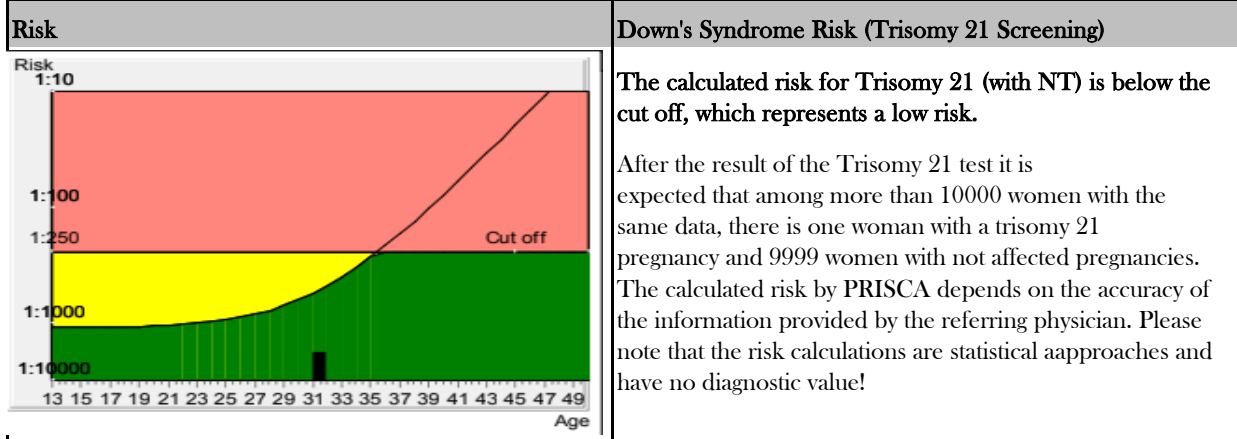 Risk
Down's Syndrome Risk (Trisomy 21 Screening)
Risk
1:10
1:100
1:250
Cut off
1:1000
1:10000
13 15 17 19 21 23 25 27 29 31 33 35 37 39 41 43 45 47 49
Age
The calculated risk for Trisomy 21 (with NT) is below the
cut off, which represents a low risk.
After the result of the Trisomy 21 test it is
expected that among more than 10000 women with the
same data, there is one woman with a trisomy 21
pregnancy and 9999 women with not affected pregnancies.
The calculated risk by PRISCA depends on the accuracy of
the information provided by the referring physician. Please
note that the risk calculations are statistical aapproaches and
have no diagnostic value!